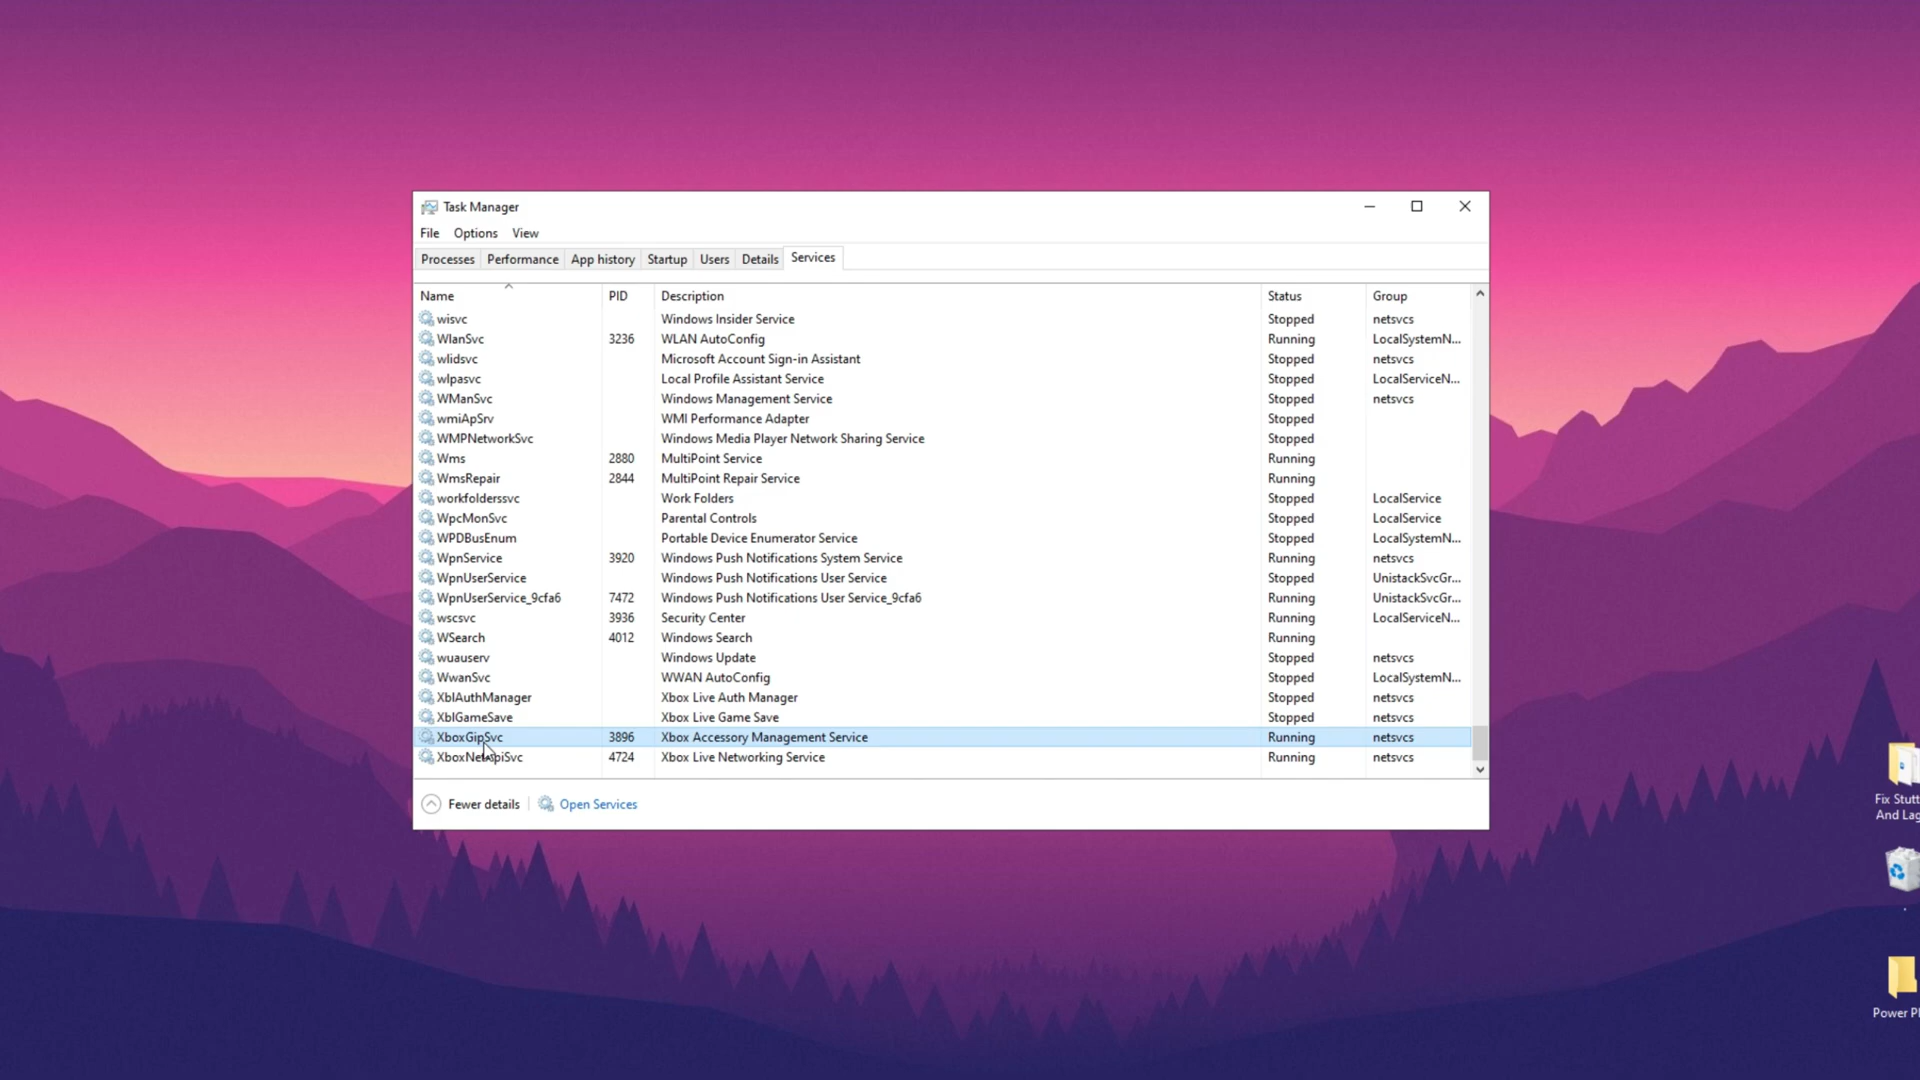 Task Manager
File Options View
Processes Performance App history Startup Users Details Services
Name PID Description Status Group
wisvc Windows Insider Service Stopped netsvcs
WlanSvc 3236 WLAN AutoConfig Running LocalSystemN...
wlidsvc Microsoft Account Sign-in Assistant Stopped netsvcs
wlpasvc Local Profile Assistant Service Stopped LocalServiceN...
WManSvc Windows Management Service Stopped netsvcs
wmiApSrv WMI Performance Adapter Stopped
WMPNetworkSvc Windows Media Player Network Sharing Service Stopped
Wms 2880 MultiPoint Service Running
WmsRepair 2844 MultiPoint Repair Service Running
workfolderssvc Work Folders Stopped LocalService
WpcMonSvc Parental Controls Stopped LocalService
WPDBusEnum Portable Device Enumerator Service Stopped LocalSystemN...
WpnService 3920 Windows Push Notifications System Service Running netsvcs
WpnUserService Windows Push Notifications User Service Stopped UnistackSvcGr...
WpnUserService_9cfa6 7472 Windows Push Notifications User Service_9cfa6 Running UnistackSvcGr...
wscsvc 3936 Security Center Running LocalServiceN...
WSearch 4012 Windows Search Running
wuauserv Windows Update Stopped netsvcs
WwanSvc WWAN AutoConfig Stopped LocalSystemN...
XblAuthManager Xbox Live Auth Manager Stopped netsvcs
XblGameSave Xbox Live Game Save Stopped netsvcs
XboxGipSvc 3896 Xbox Accessory Management Service Running netsvcs
XboxNetApiSvc 4724 Xbox Live Networking Service Running netsvcs
Fewer details Open Services
Fix Stutt
And Lag
Power Pl